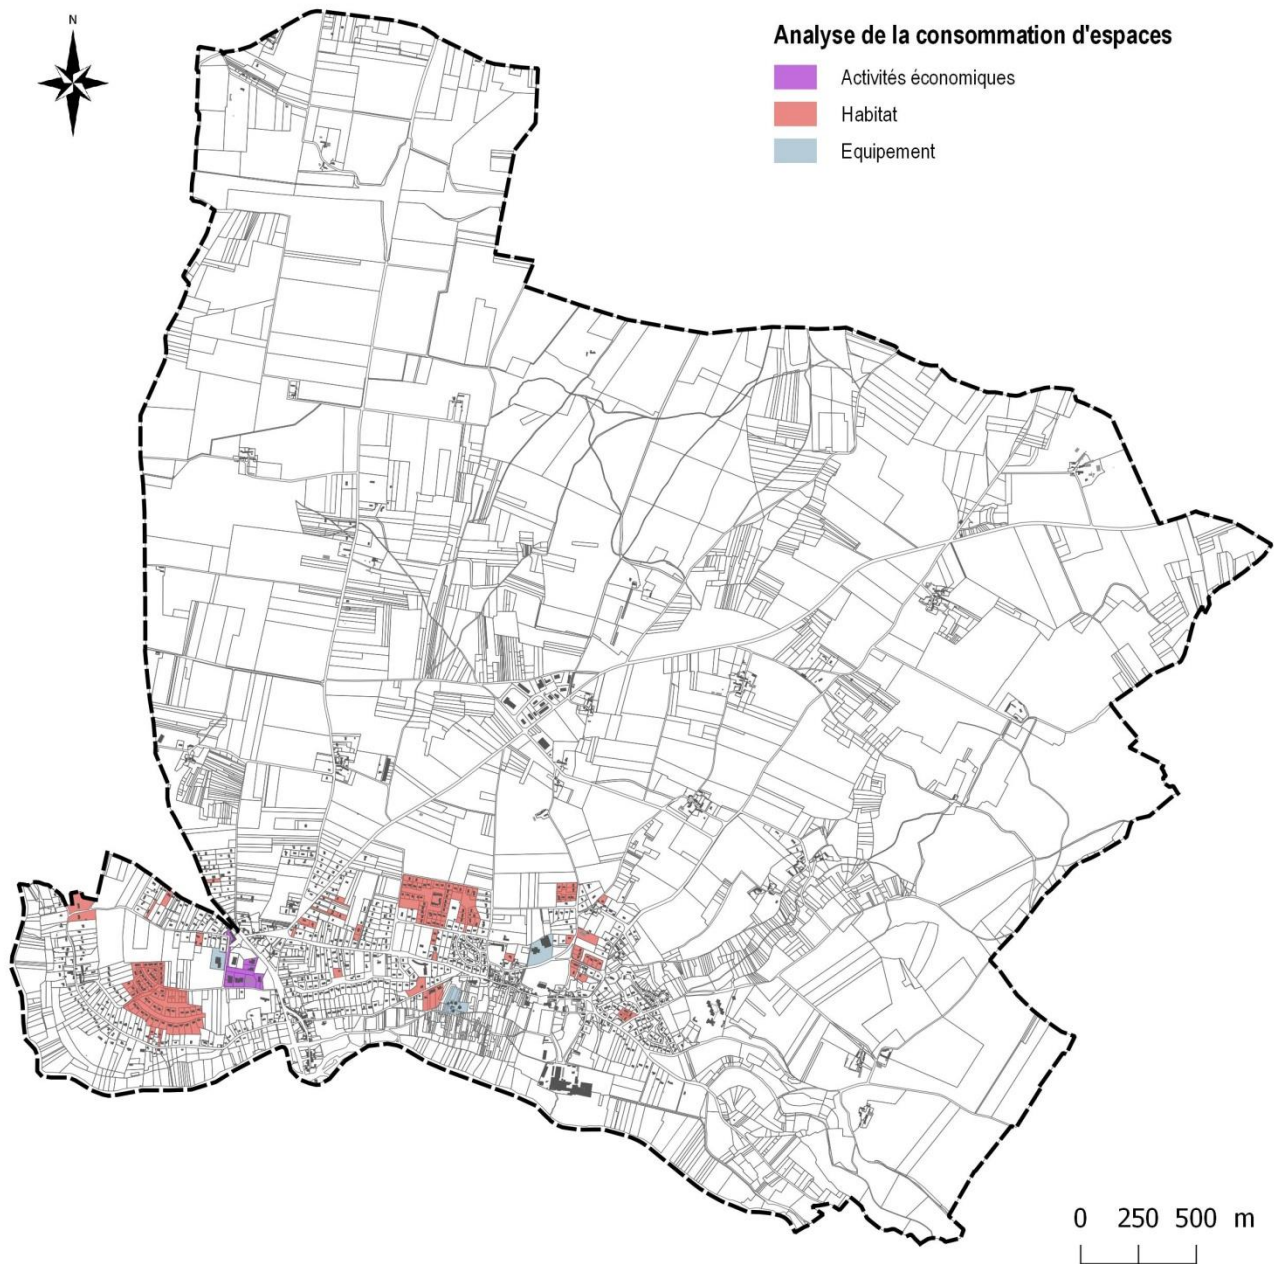 N
Analyse de la consommation d'espaces
Activités économiques
Habitat
Equipement
0 250 500 m